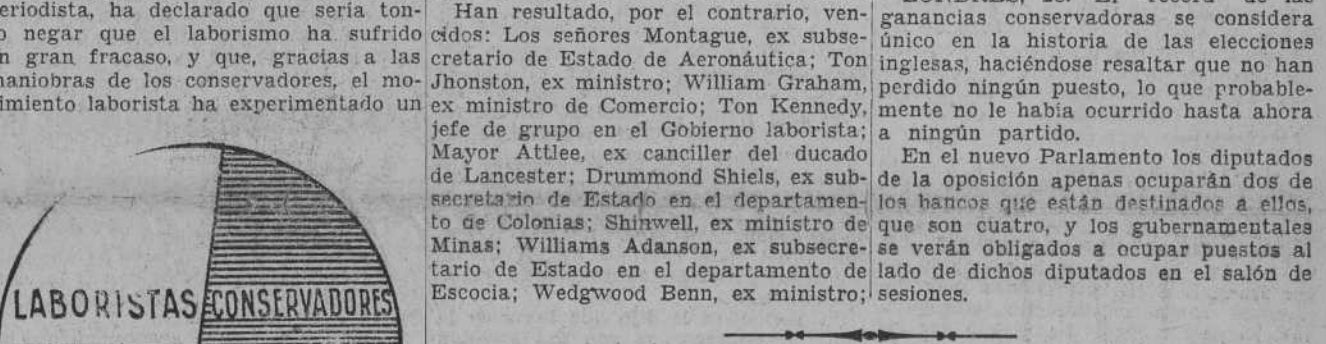 eriodista, ha declarado que sería ton-
o negar que el laborismo ha sufrido
n gran fracaso, y que, gracias a las
naniobras de los conservadores, el mo-
imiento laborista ha experimentado un
LABORISTAS
CONSERVADORES
Han resultado, por el contrario, ven-
cidos: Los señores Montague, ex subse-
cretario de Estado de Aeronáutica; Ton
Jhonston, ex ministro; William Graham,
ex ministro de Comercio; Ton Kennedy,
jefe de grupo en el Gobierno laborista;
Mayor Attlee, ex canciller del ducado
de Lancester; Drummond Shiels, ex sub-
secretario de Estado en el departamen-
to de Colonias; Shinwell, ex ministro de
Minas; Williams Adanson, ex subsecre-
tario de Estado en el departamento de
Escocia; Wedgwood Benn, ex ministro;
ganancias conservadoras se considera
único en la historia de las elecciones
inglesas, haciéndose resaltar que no han
perdido ningún puesto, lo que probable-
mente no le había ocurrido hasta ahora
a ningún partido.
En el nuevo Parlamento los diputados
de la oposición apenas ocuparán dos de
los bancos que están destinados a ellos,
que son cuatro, y los gubernamentales
se verán obligados a ocupar puestos al
lado de dichos diputados en el salón de
sesiones.